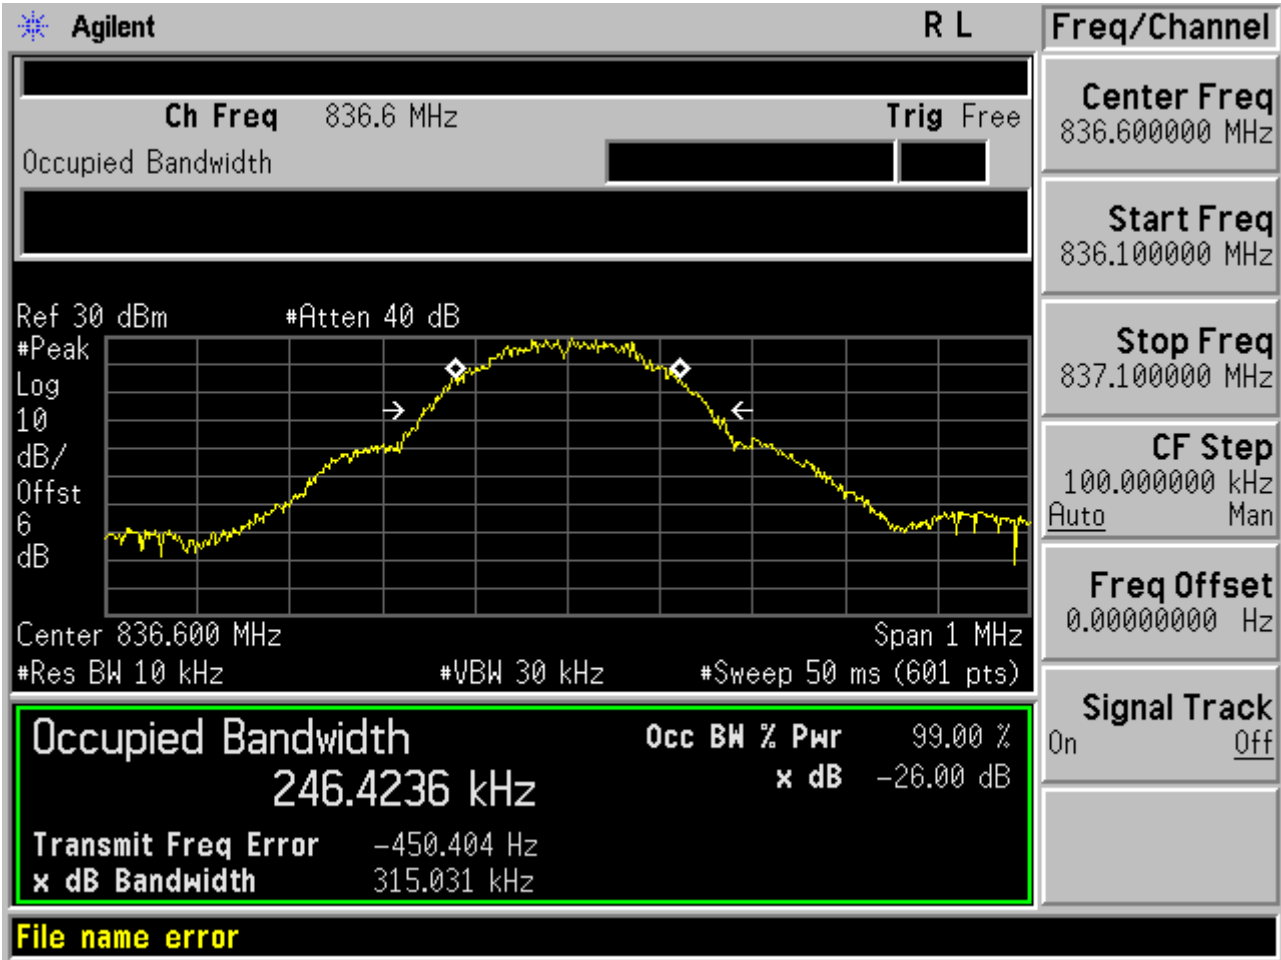 Agilent R L Freq/Channel
Ch Freq 836.6 MHz Trig Free
Occupied Bandwidth
Center Freq
836.600000 MHz
Start Freq
836.100000 MHz
Stop Freq
837.100000 MHz
CF Step
100.000000 kHz
Auto Man
Freq Offset
0.00000000 Hz
Signal Track
On Off
Ref 30 dBm #Atten 40 dB
#Peak
Log
10
dB/
Offst
6
dB
Center 836.600 MHz Span 1 MHz
#Res BW 10 kHz #VBW 30 kHz #Sweep 50 ms (601 pts)
Occupied Bandwidth Occ BW % Pwr 99.00 %
246.4236 kHz x dB -26.00 dB
Transmit Freq Error -450.404 Hz
x dB Bandwidth 315.031 kHz
File name error